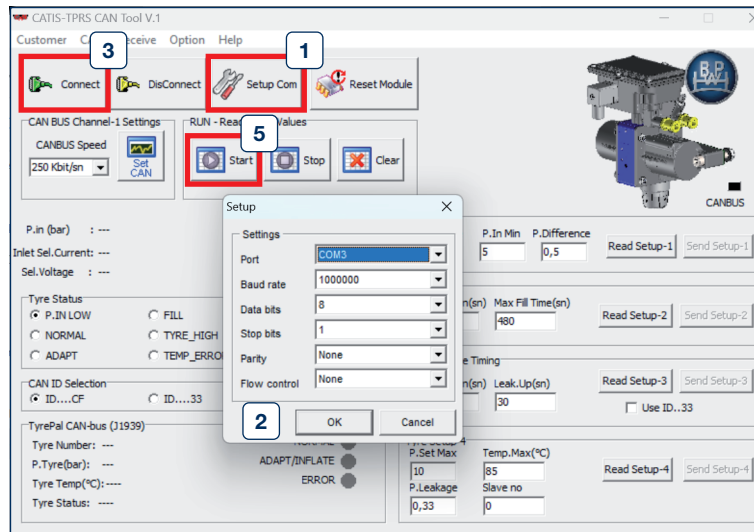 CATIS-TPRS CAN Tool V.1
Customer C 3 eceive Option Help
1
Connect
DisConnect
Setup Com
Reset Module
CAN BUS Channel-1 Settings
CANBUS Speed
250 Kbit/sn
Set
CAN
RUN - Rea 5 Values
Start
Stop
Clear
BPW
CANBUS
P.in (bar) : ---
Inlet Sel.Current: ---
Sel.Voltage : ---
Tyre Status
P.IN LOW
FILL
NORMAL
TYRE_HIGH
ADAPT
TEMP_ERRO
CAN ID Selection
ID....CF
ID....33
TyrePal CAN-bus (J1939)
Tyre Number: ---
P.Tyre(bar): ---
Tyre Temp(ºC): ----
Tyre Status: ----
ADAPT/INFLATE
ERROR
Setup
Settings
Port COM3
Baud rate 1000000
Data bits 8
Stop bits 1
Parity None
Flow control None
2
OK
Cancel
P.In Min P.Difference
5 0,5
Read Setup-1 Send Setup-1
n(sn) Max Fill Time(sn)
480
Read Setup-2 Send Setup-2
e Timing
n(sn) Leak.Up(sn)
30
Read Setup-3 Send Setup-3
Use ID..33
P.Set Max Temp.Max(ºC)
10 85
P.Leakage Slave no
0,33 0
Read Setup-4 Send Setup-4